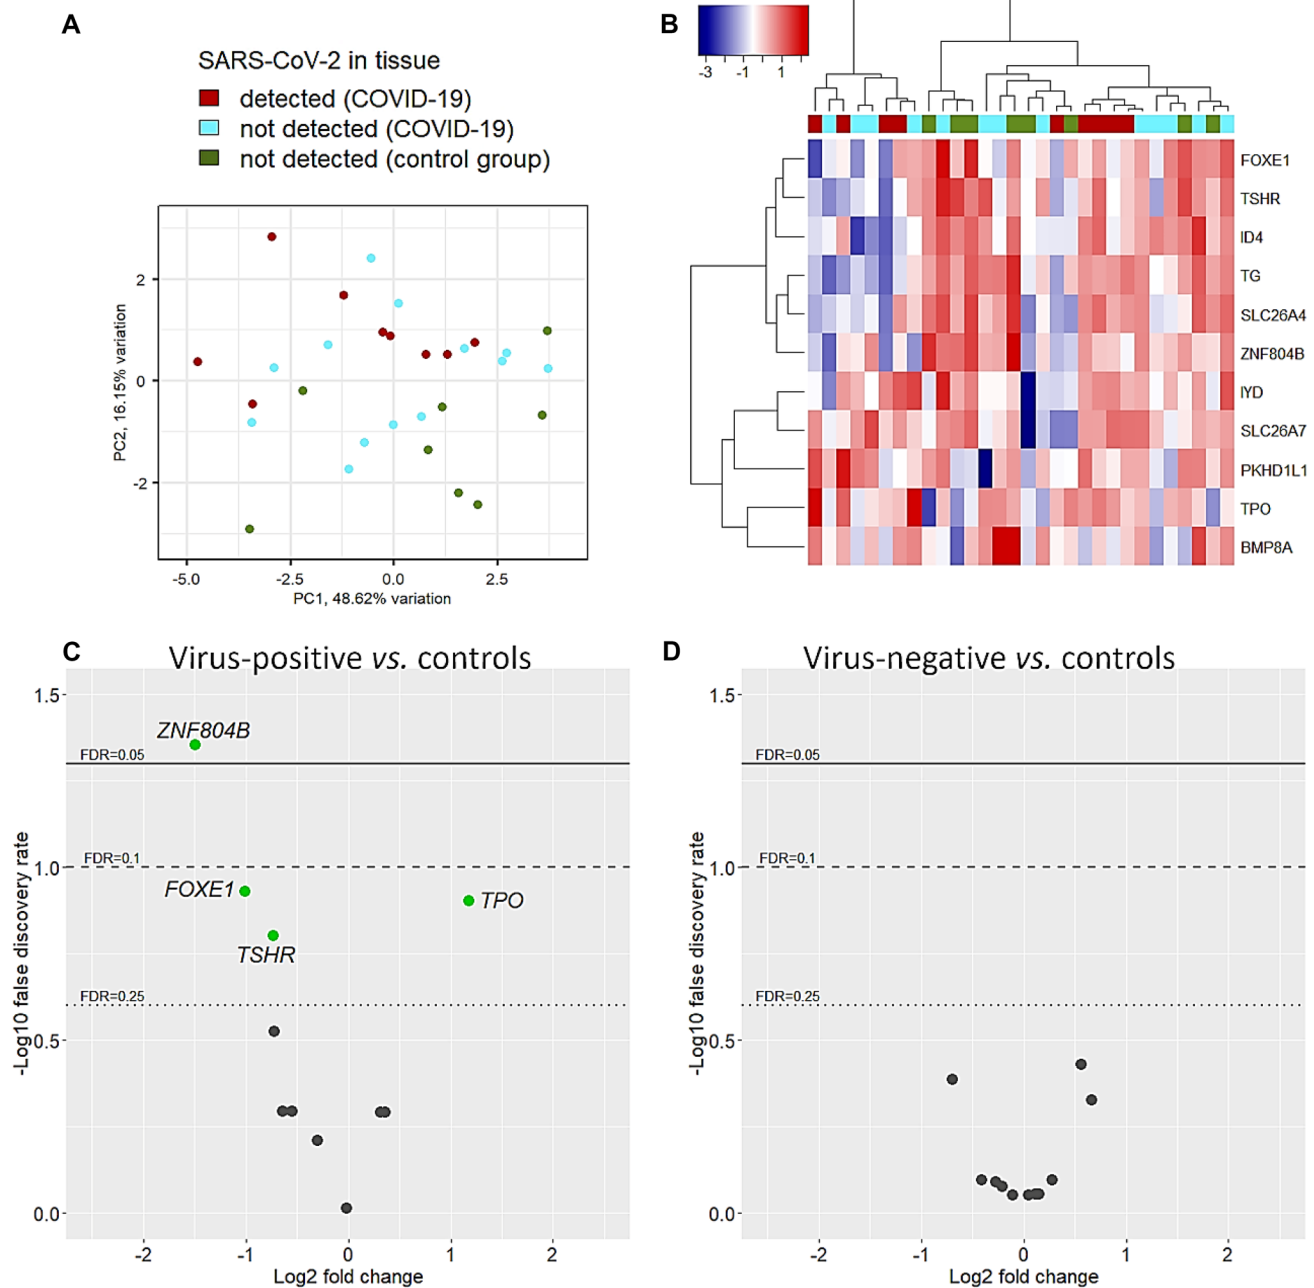 A
SARS-CoV-2 in tissue
detected (COVID-19)
not detected (COVID-19)
not detected (control group)
2
0
-2
PC2, 16.15% variation
-5.0 -2.5 0.0 2.5
PC1, 48.62% variation
B
-3 -1 1
FOXE1
TSHR
ID4
TG
SLC26A4
ZNF804B
IYD
SLC26A7
PKHD1L1
TPO
BMP8A
C
Virus-positive vs. controls
1.5
ZNF804B
FDR=0.05
1.0
FDR=0.1
FOXE1
TPO
TSHR
FDR=0.25
0.5
0.0
-Log10 false discovery rate
-2 -1 0 1 2
Log2 fold change
D
Virus-negative vs. controls
1.5
FDR=0.05
1.0
FDR=0.1
FDR=0.25
0.5
0.0
-Log10 false discovery rate
-2 -1 0 1 2
Log2 fold change